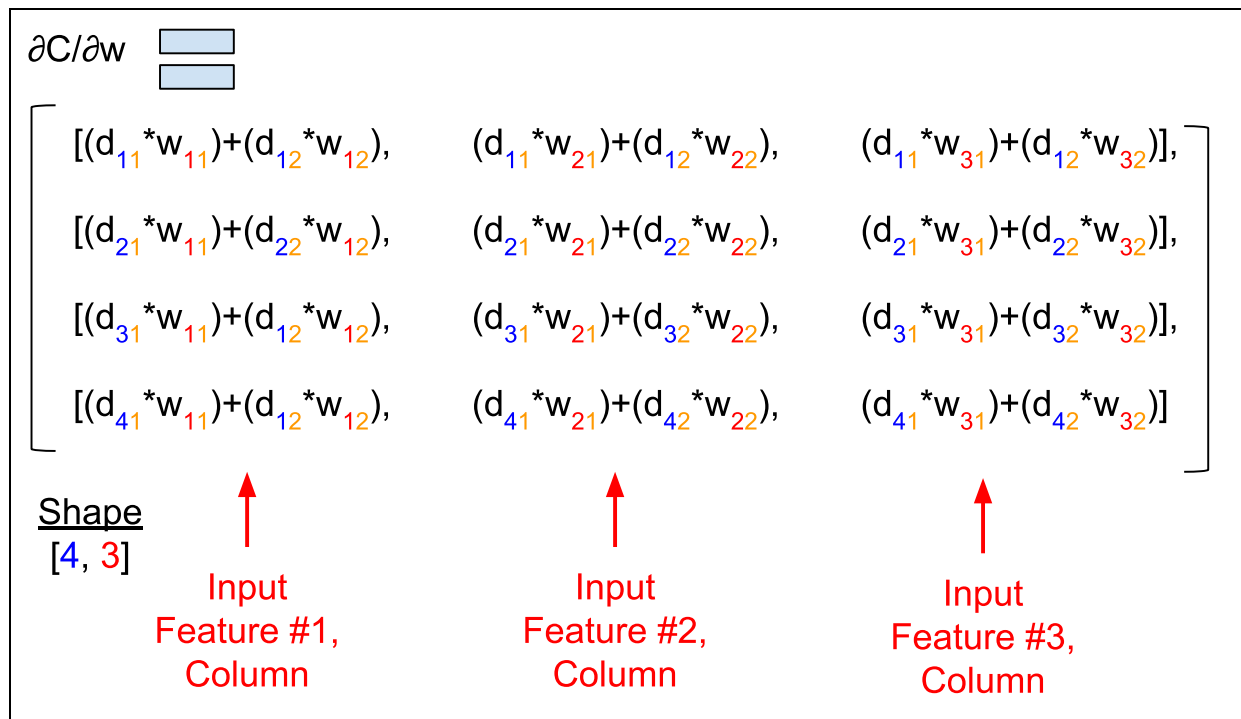 ∂C/∂w
[(d₁₁*w₁₁)+(d₁₂*w₁₂), (d₁₁*w₂₁)+(d₁₂*w₂₂), (d₁₁*w₃₁)+(d₁₂*w₃₂)],
[(d₂₁*w₁₁)+(d₂₂*w₁₂), (d₂₁*w₂₁)+(d₂₂*w₂₂), (d₂₁*w₃₁)+(d₂₂*w₃₂)],
[(d₃₁*w₁₁)+(d₁₂*w₁₂), (d₃₁*w₂₁)+(d₃₂*w₂₂), (d₃₁*w₃₁)+(d₃₂*w₃₂)],
[(d₄₁*w₁₁)+(d₁₂*w₁₂), (d₄₁*w₂₁)+(d₄₂*w₂₂), (d₄₁*w₃₁)+(d₄₂*w₃₂)]
Shape
[4, 3]
Input
Feature #1,
Column
Input
Feature #2,
Column
Input
Feature #3,
Column